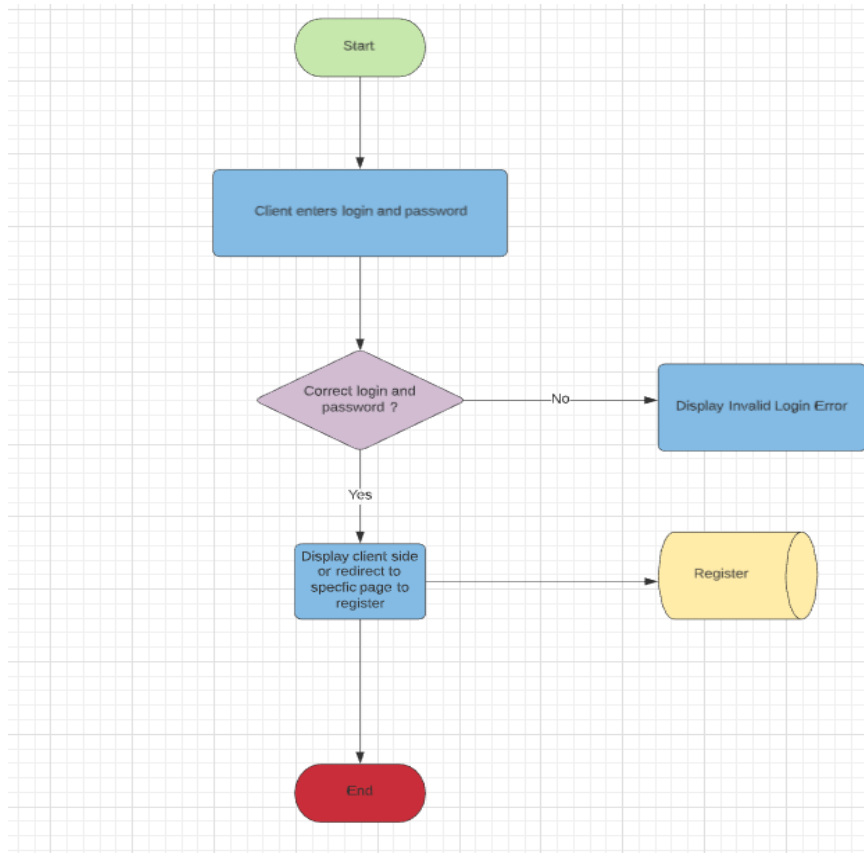 Start
Client enters login and password
Correct login and
password ?
No
Display Invalid Login Error
Yes
Display client side
or redirect to
specfic page to
register
Register
End